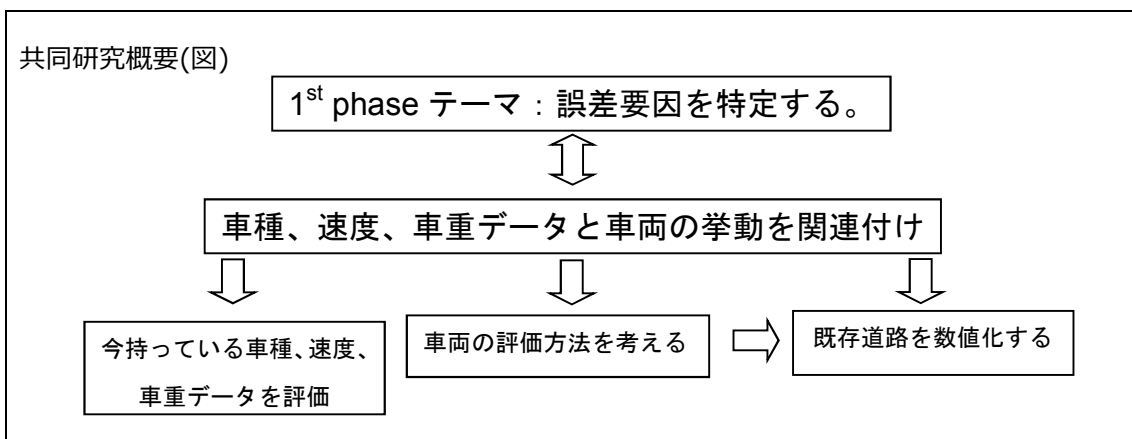 共同研究概要(図)
1st phase テーマ：誤差要因を特定する。
車種、速度、車重データと車両の挙動を関連付け
今持っている車種、速度、
車重データを評価
車両の評価方法を考える
既存道路を数値化する